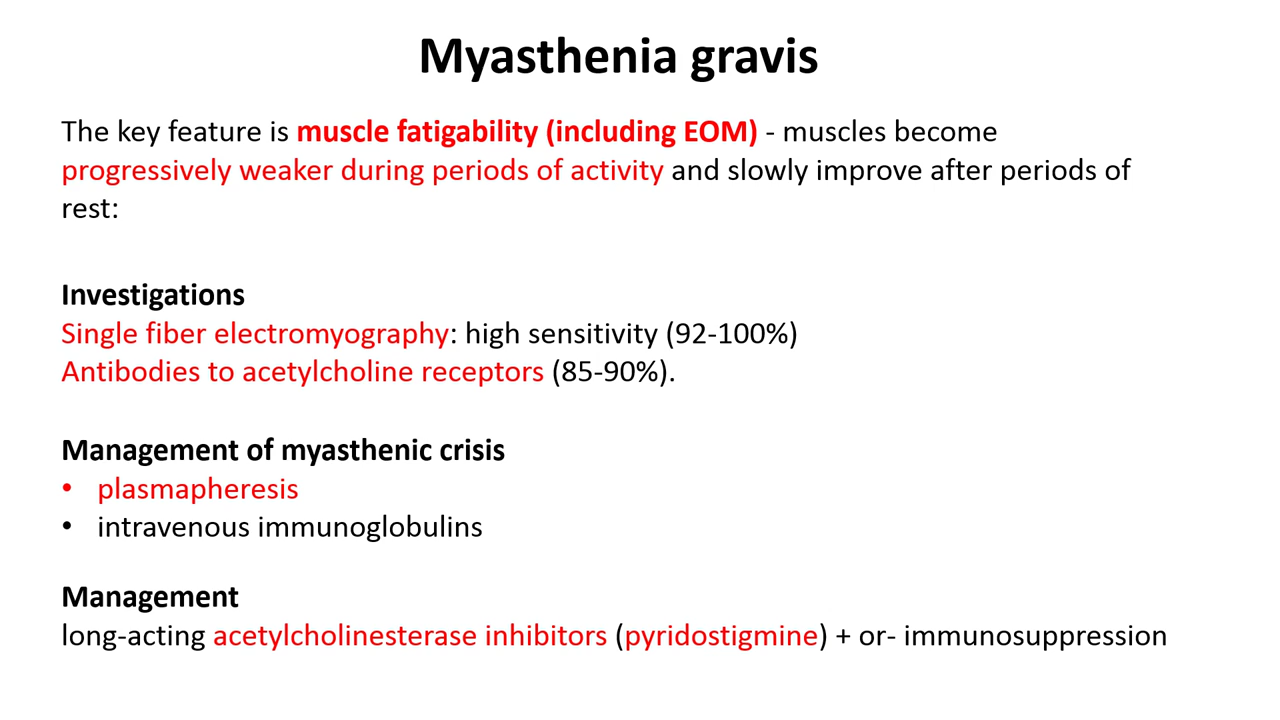 Myasthenia gravis
The key feature is muscle fatigability (including EOM) - muscles become
progressively weaker during periods of activity and slowly improve after periods of
rest:
Investigations
Single fiber electromyography: high sensitivity (92-100%)
Antibodies to acetylcholine receptors (85-90%).
Management of myasthenic crisis
• plasmapheresis
• intravenous immunoglobulins
Management
long-acting acetylcholinesterase inhibitors (pyridostigmine) + or- immunosuppression